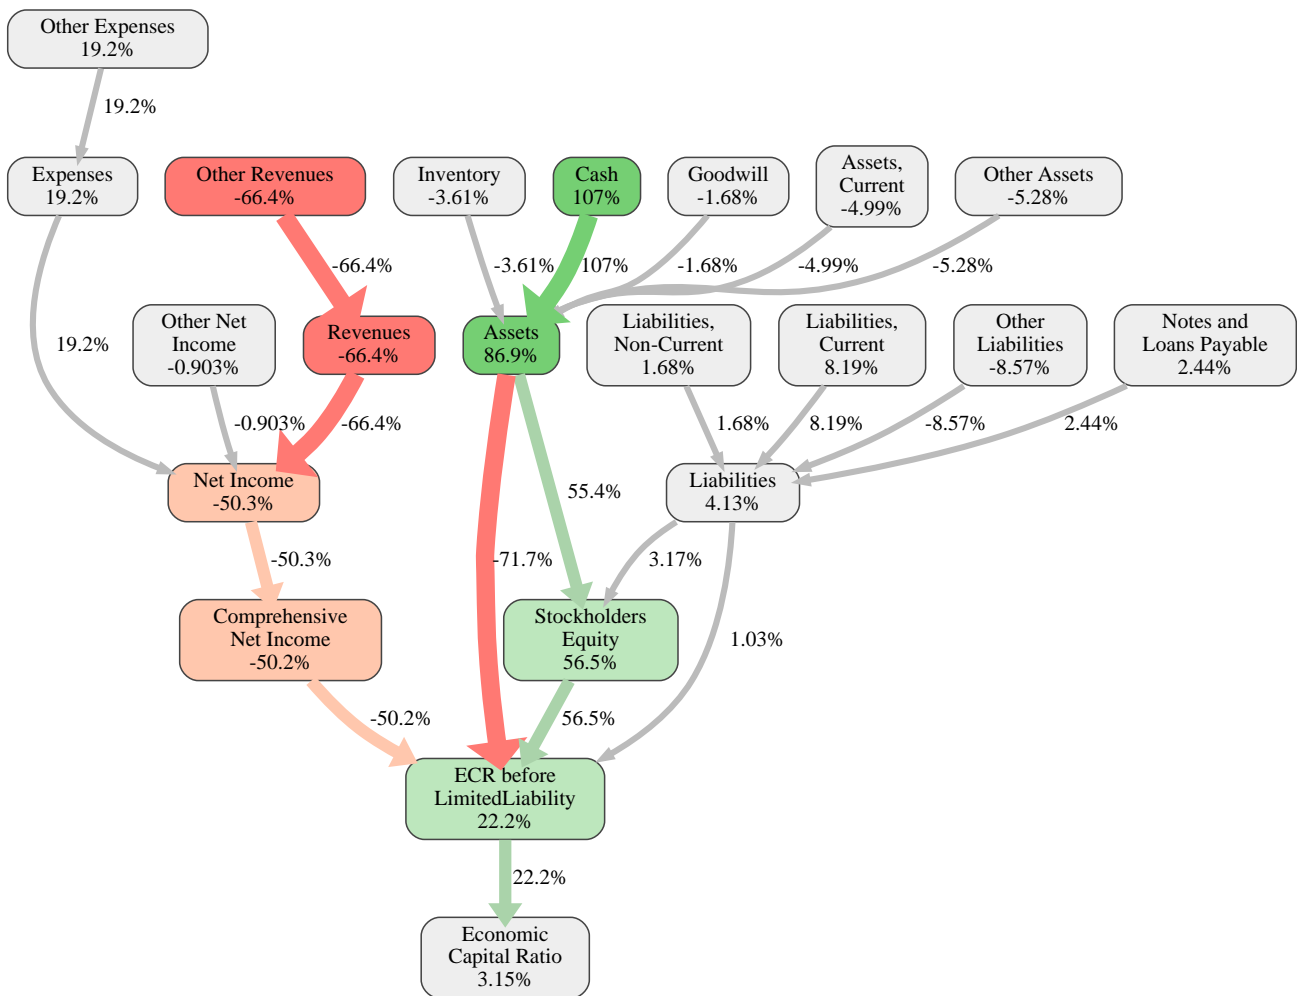 Other Expenses
19.2%
19.2%
Expenses
19.2%
Other Revenues
-66.4%
Inventory
-3.61%
Cash
107%
Goodwill
-1.68%
Assets,
Current
-4.99%
Other Assets
-5.28%
-66.4%
-3.61%
107%
-1.68%
-4.99%
-5.28%
19.2%
Other Net
Income
-0.903%
Revenues
-66.4%
Assets
86.9%
Liabilities,
Non-Current
1.68%
Liabilities,
Current
8.19%
Other
Liabilities
-8.57%
Notes and
Loans Payable
2.44%
-0.903%
-66.4%
1.68%
8.19%
-8.57%
2.44%
Net Income
-50.3%
55.4%
Liabilities
4.13%
-50.3%
-71.7%
3.17%
Comprehensive
Net Income
-50.2%
Stockholders
Equity
56.5%
1.03%
-50.2%
56.5%
ECR before
LimitedLiability
22.2%
22.2%
Economic
Capital Ratio
3.15%